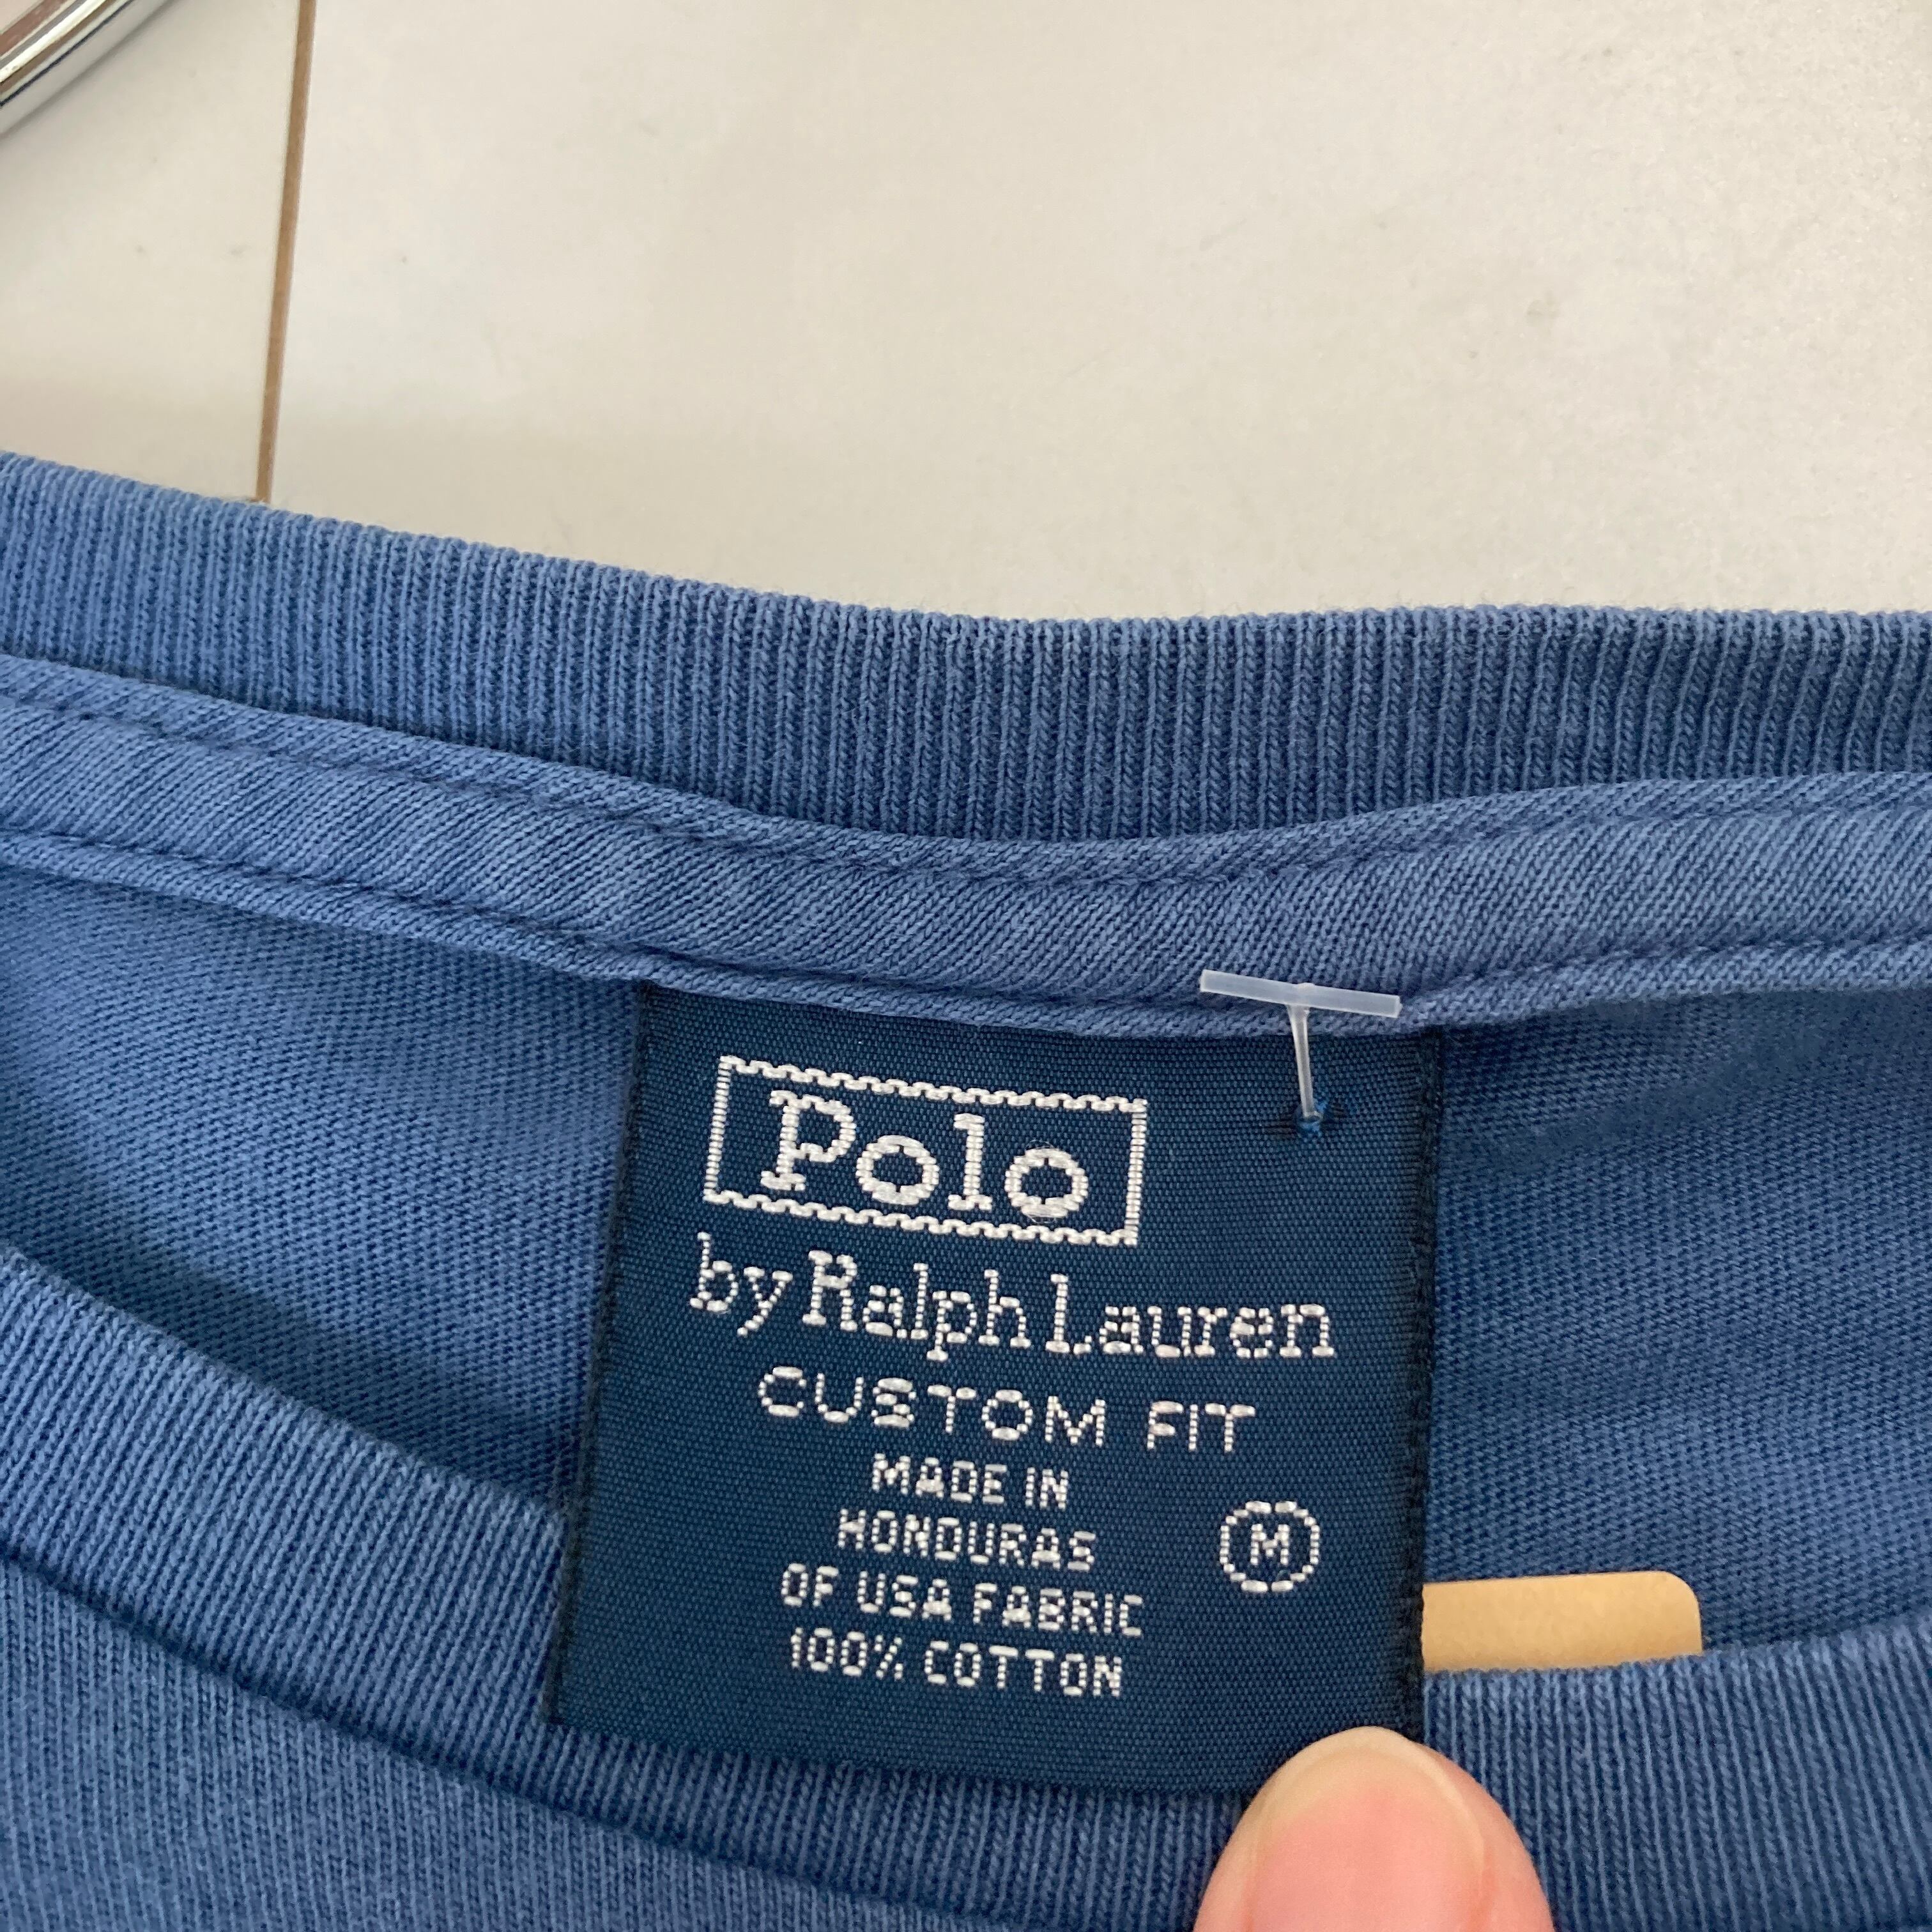 Polo
by Ralph Lauren
CUSTOM FIT
MADE IN
HONDURAS
OF USA FABRIC
100% COTTON
M